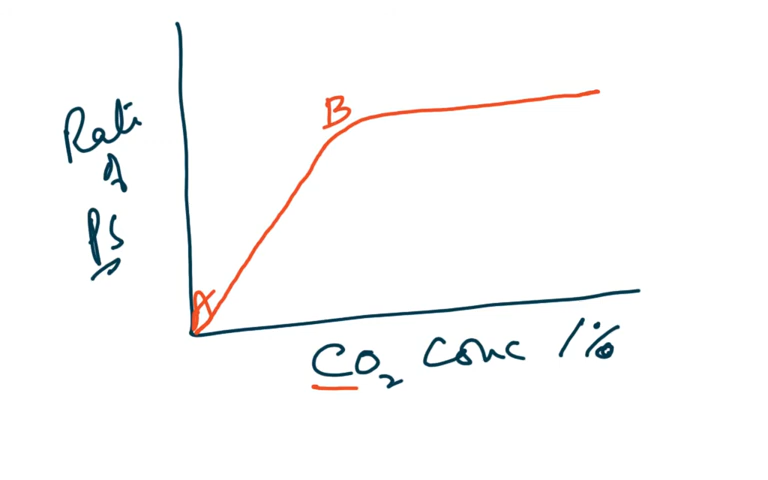 Rate
of
PS
B
A
CO₂ conc /%